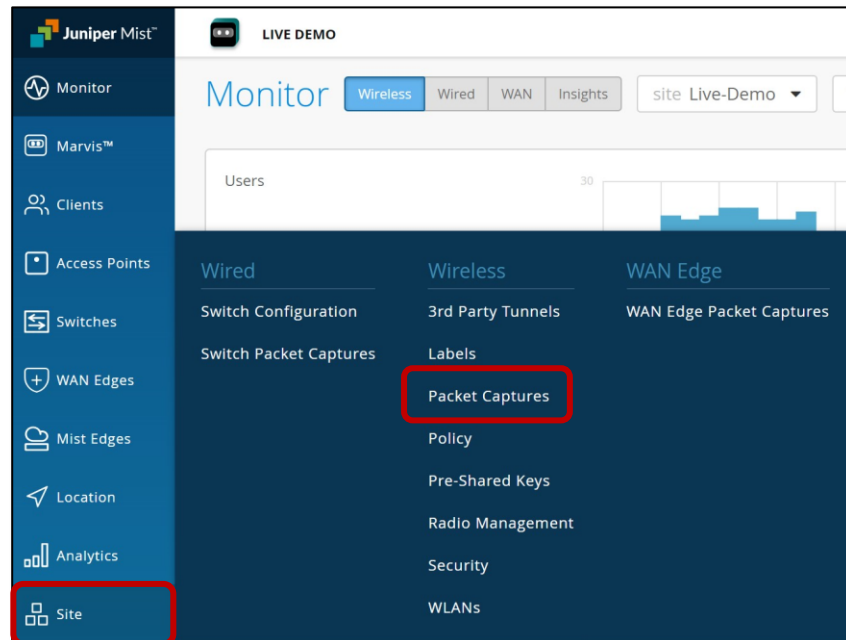 Juniper Mist™
LIVE DEMO
Monitor
Marvis™
Clients
Access Points
Switches
WAN Edges
Mist Edges
Location
Analytics
Site
Monitor
Wireless
Wired
WAN
Insights
site Live-Demo
Users
30
Wired
Switch Configuration
Switch Packet Captures
Wireless
3rd Party Tunnels
Labels
Packet Captures
Policy
Pre-Shared Keys
Radio Management
Security
WLANs
WAN Edge
WAN Edge Packet Captures